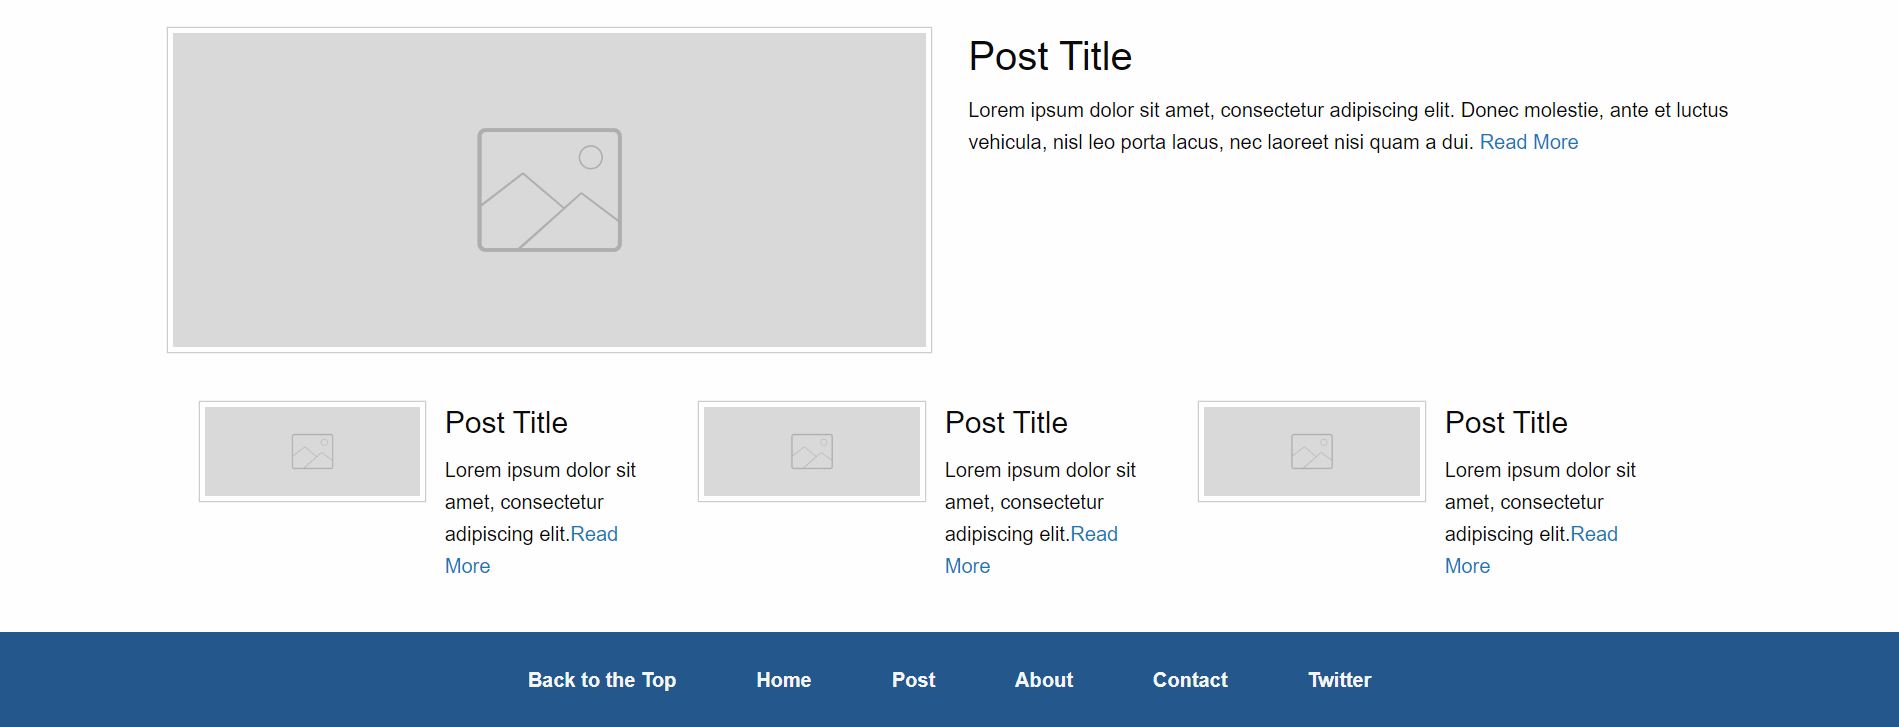 Post Title
Lorem ipsum dolor sit amet, consectetur adipiscing elit. Donec molestie, ante et luctus
vehicula, nisl leo porta lacus, nec laoreet nisi quam a dui. Read More
Post Title
Lorem ipsum dolor sit
amet, consectetur
adipiscing elit.Read
More
Post Title
Lorem ipsum dolor sit
amet, consectetur
adipiscing elit.Read
More
Post Title
Lorem ipsum dolor sit
amet, consectetur
adipiscing elit.Read
More
Back to the Top Home Post About Contact Twitter